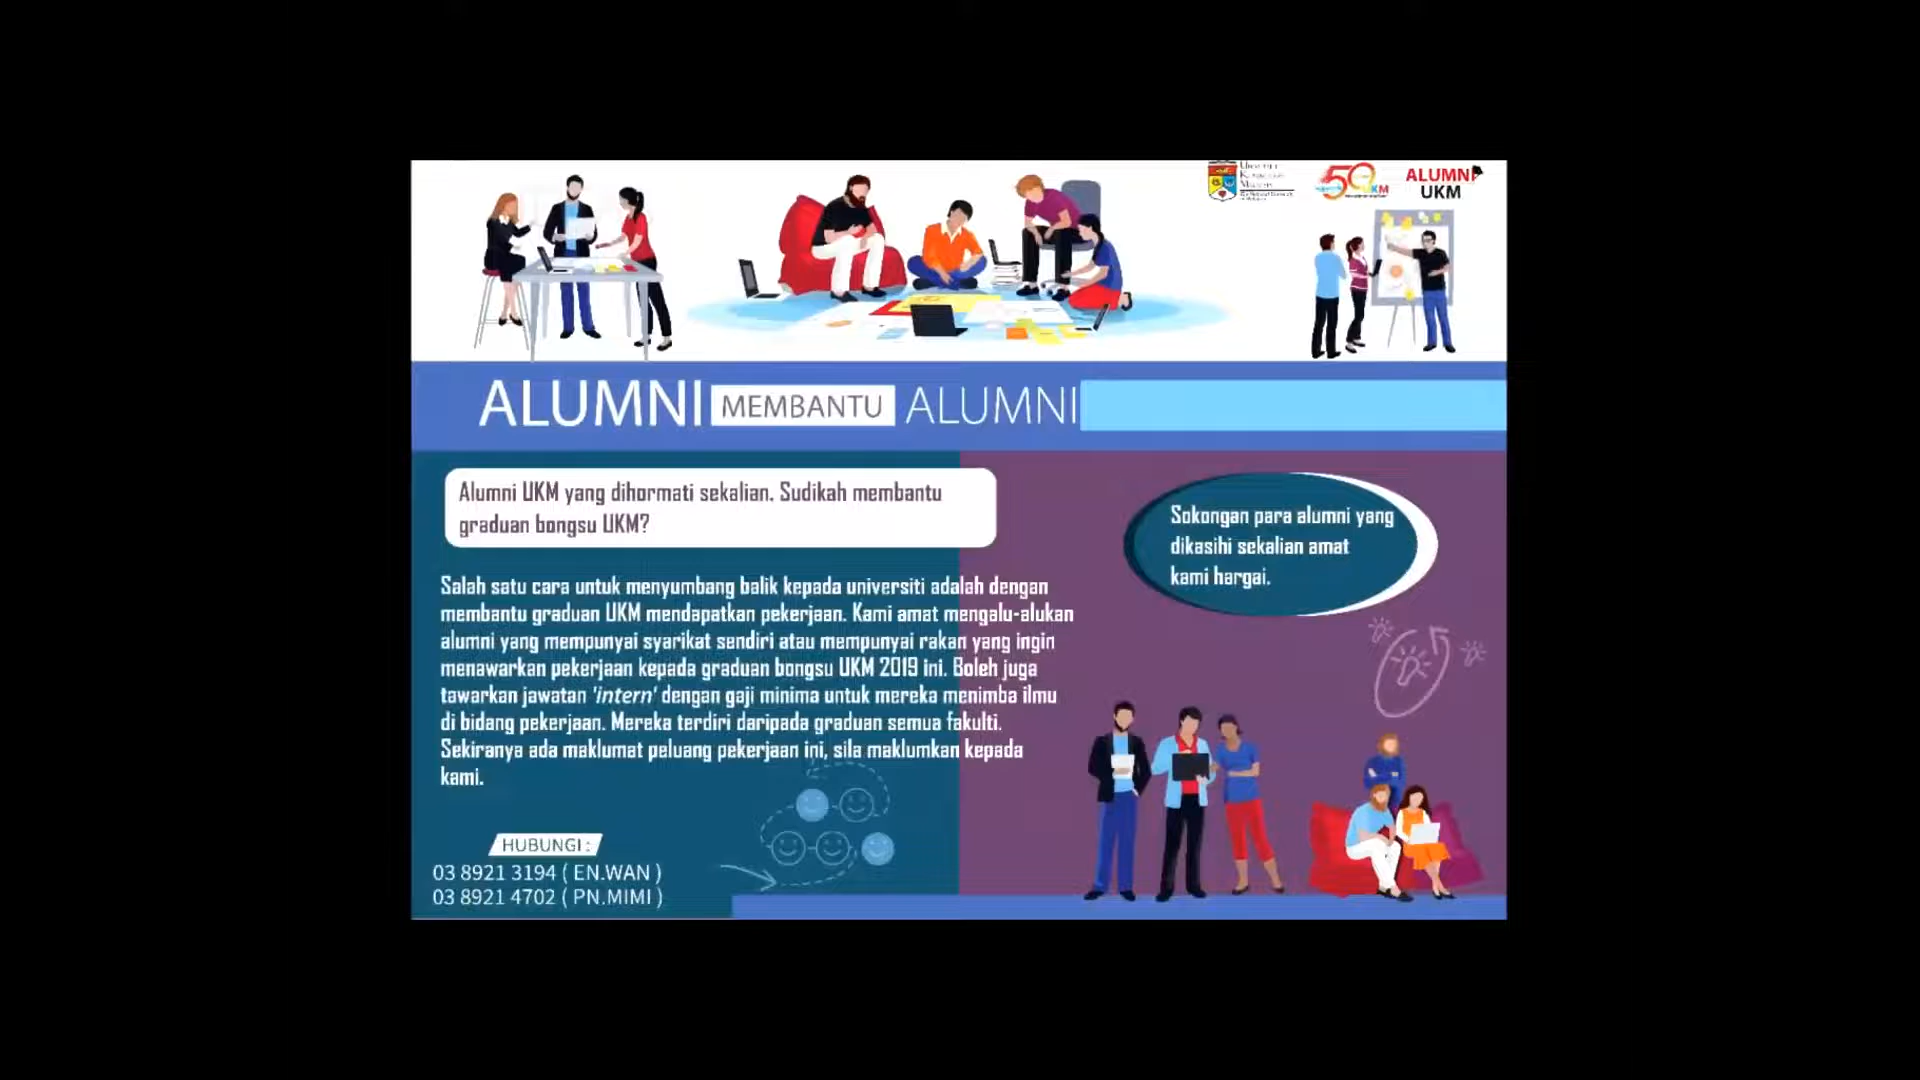 50
UKM
ALUMNI
UKM
ALUMNI MEMBANTU ALUMNI
Alumni UKM yang dihormati sekalian. Sudikah membantu
graduan bongsu UKM?
Salah satu cara untuk menyumbang balik kepada universiti adalah dengan
membantu graduan UKM mendapatkan pekerjaan. Kami amat mengalu-alukan
alumni yang mempunyai syarikat sendiri atau mempunyai rakan yang ingin
menawarkan pekerjaan kepada graduan bongsu UKM 2019 ini. Boleh juga
tawarkan jawatan 'intern' dengan gaji minima untuk mereka menimba ilmu
di bidang pekerjaan. Mereka terdiri daripada graduan semua fakulti.
Sekiranya ada maklumat peluang pekerjaan ini, sila maklumkan kepada
kami.
Sokongan para alumni yang
dikasihi sekalian amat
kami hargai.
HUBUNGI :
03 8921 3194 ( EN.WAN )
03 8921 4702 ( PN.MIMI )